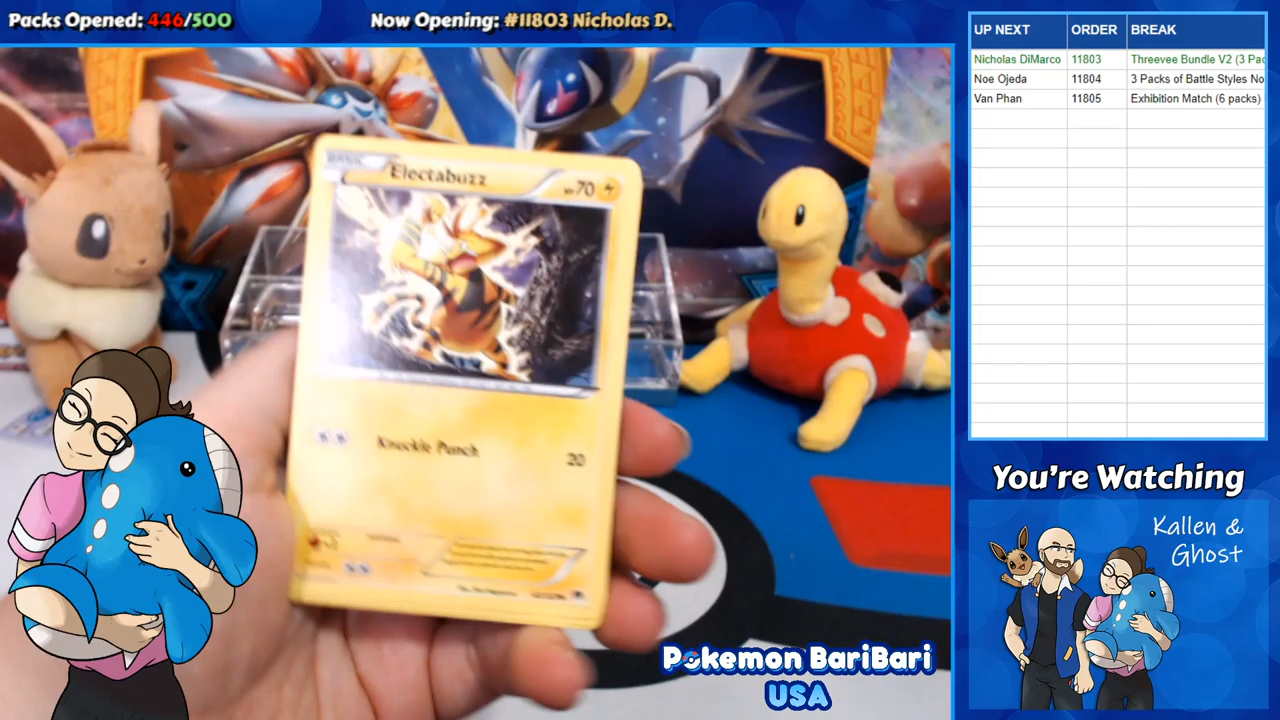 Packs Opened: 446/500
Now Opening: #11803 Nicholas D.
UP NEXT ORDER BREAK
Nicholas DiMarco 11803 Threevee Bundle V2 (3 Pac
Noe Ojeda 11804 3 Packs of Battle Styles No
Van Phan 11805 Exhibition Match (6 packs)
BASIC Electabuzz HP70
Knuckle Punch 20
You're Watching
Kallen &
Ghost
Pokemon BariBari
USA